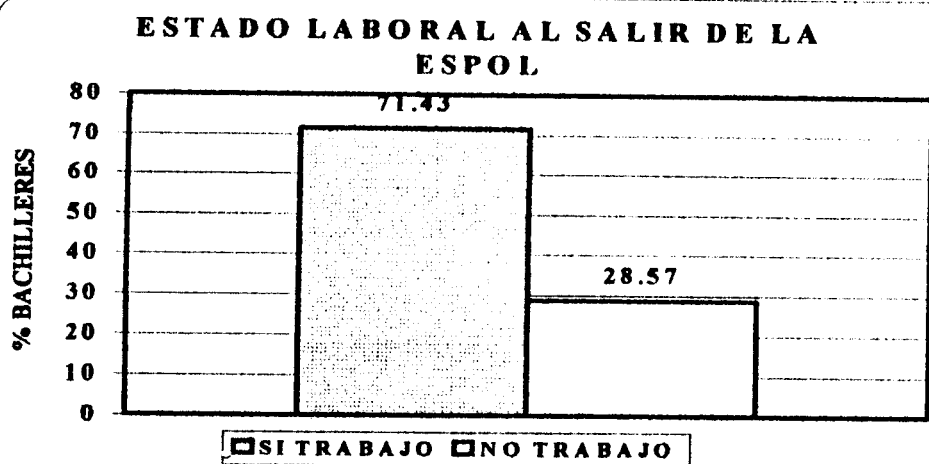 ESTADO LABORAL AL SALIR DE LA
ESPOL
80
70
60
50
40
30
20
10
0
% BACHILLERES
71.43
28.57
SI TRABAJO NO TRABAJO